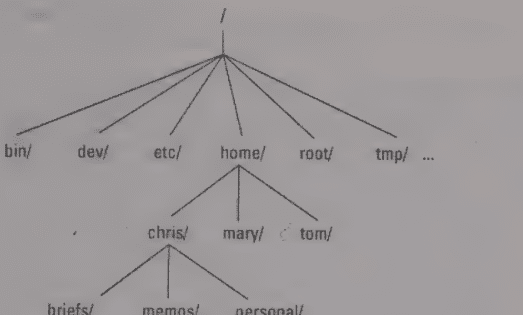 /
bin/ dev/ etc/ home/ root/ tmp/ ...
chris/ mary/ tom/
briefs/ memos/ personal/